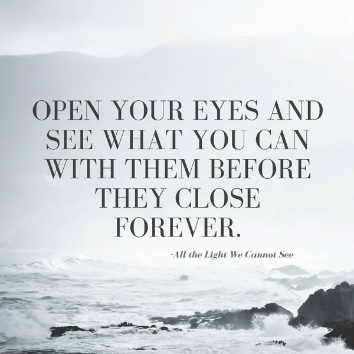 OPEN YOUR EYES AND
SEE WHAT YOU CAN
WITH THEM BEFORE
THEY CLOSE
FOREVER.
-All the Light We Cannot See